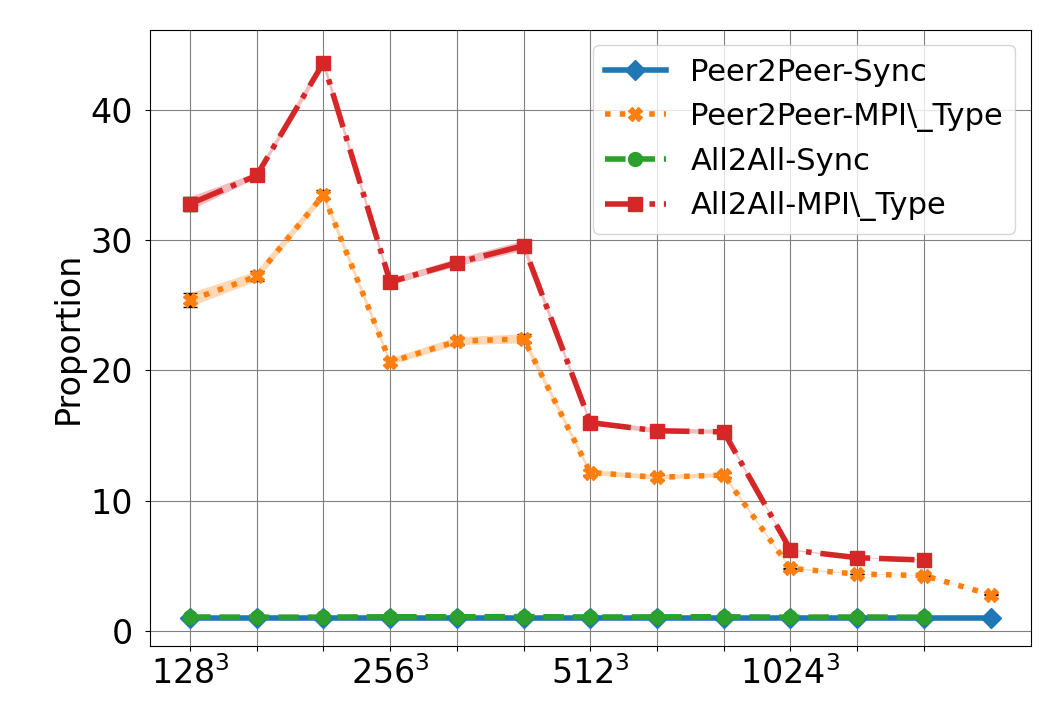 Peer2Peer-Sync
Peer2Peer-MPI\_Type
All2All-Sync
All2All-MPI\_Type
Proportion
40
30
20
10
0
128³ 256³ 512³ 1024³